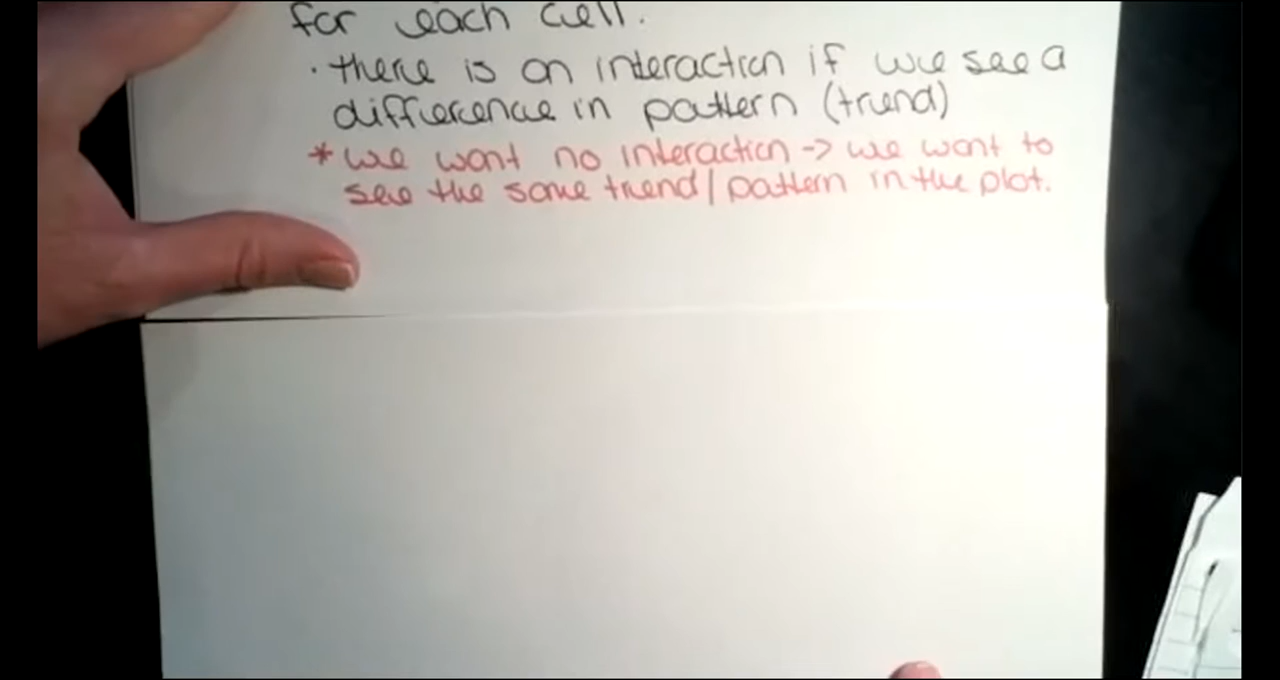 for each cell.
· there is an interaction if we see a
difference in pattern (trend)
* we want no interaction -> we want to
see the same trend/pattern in the plot.